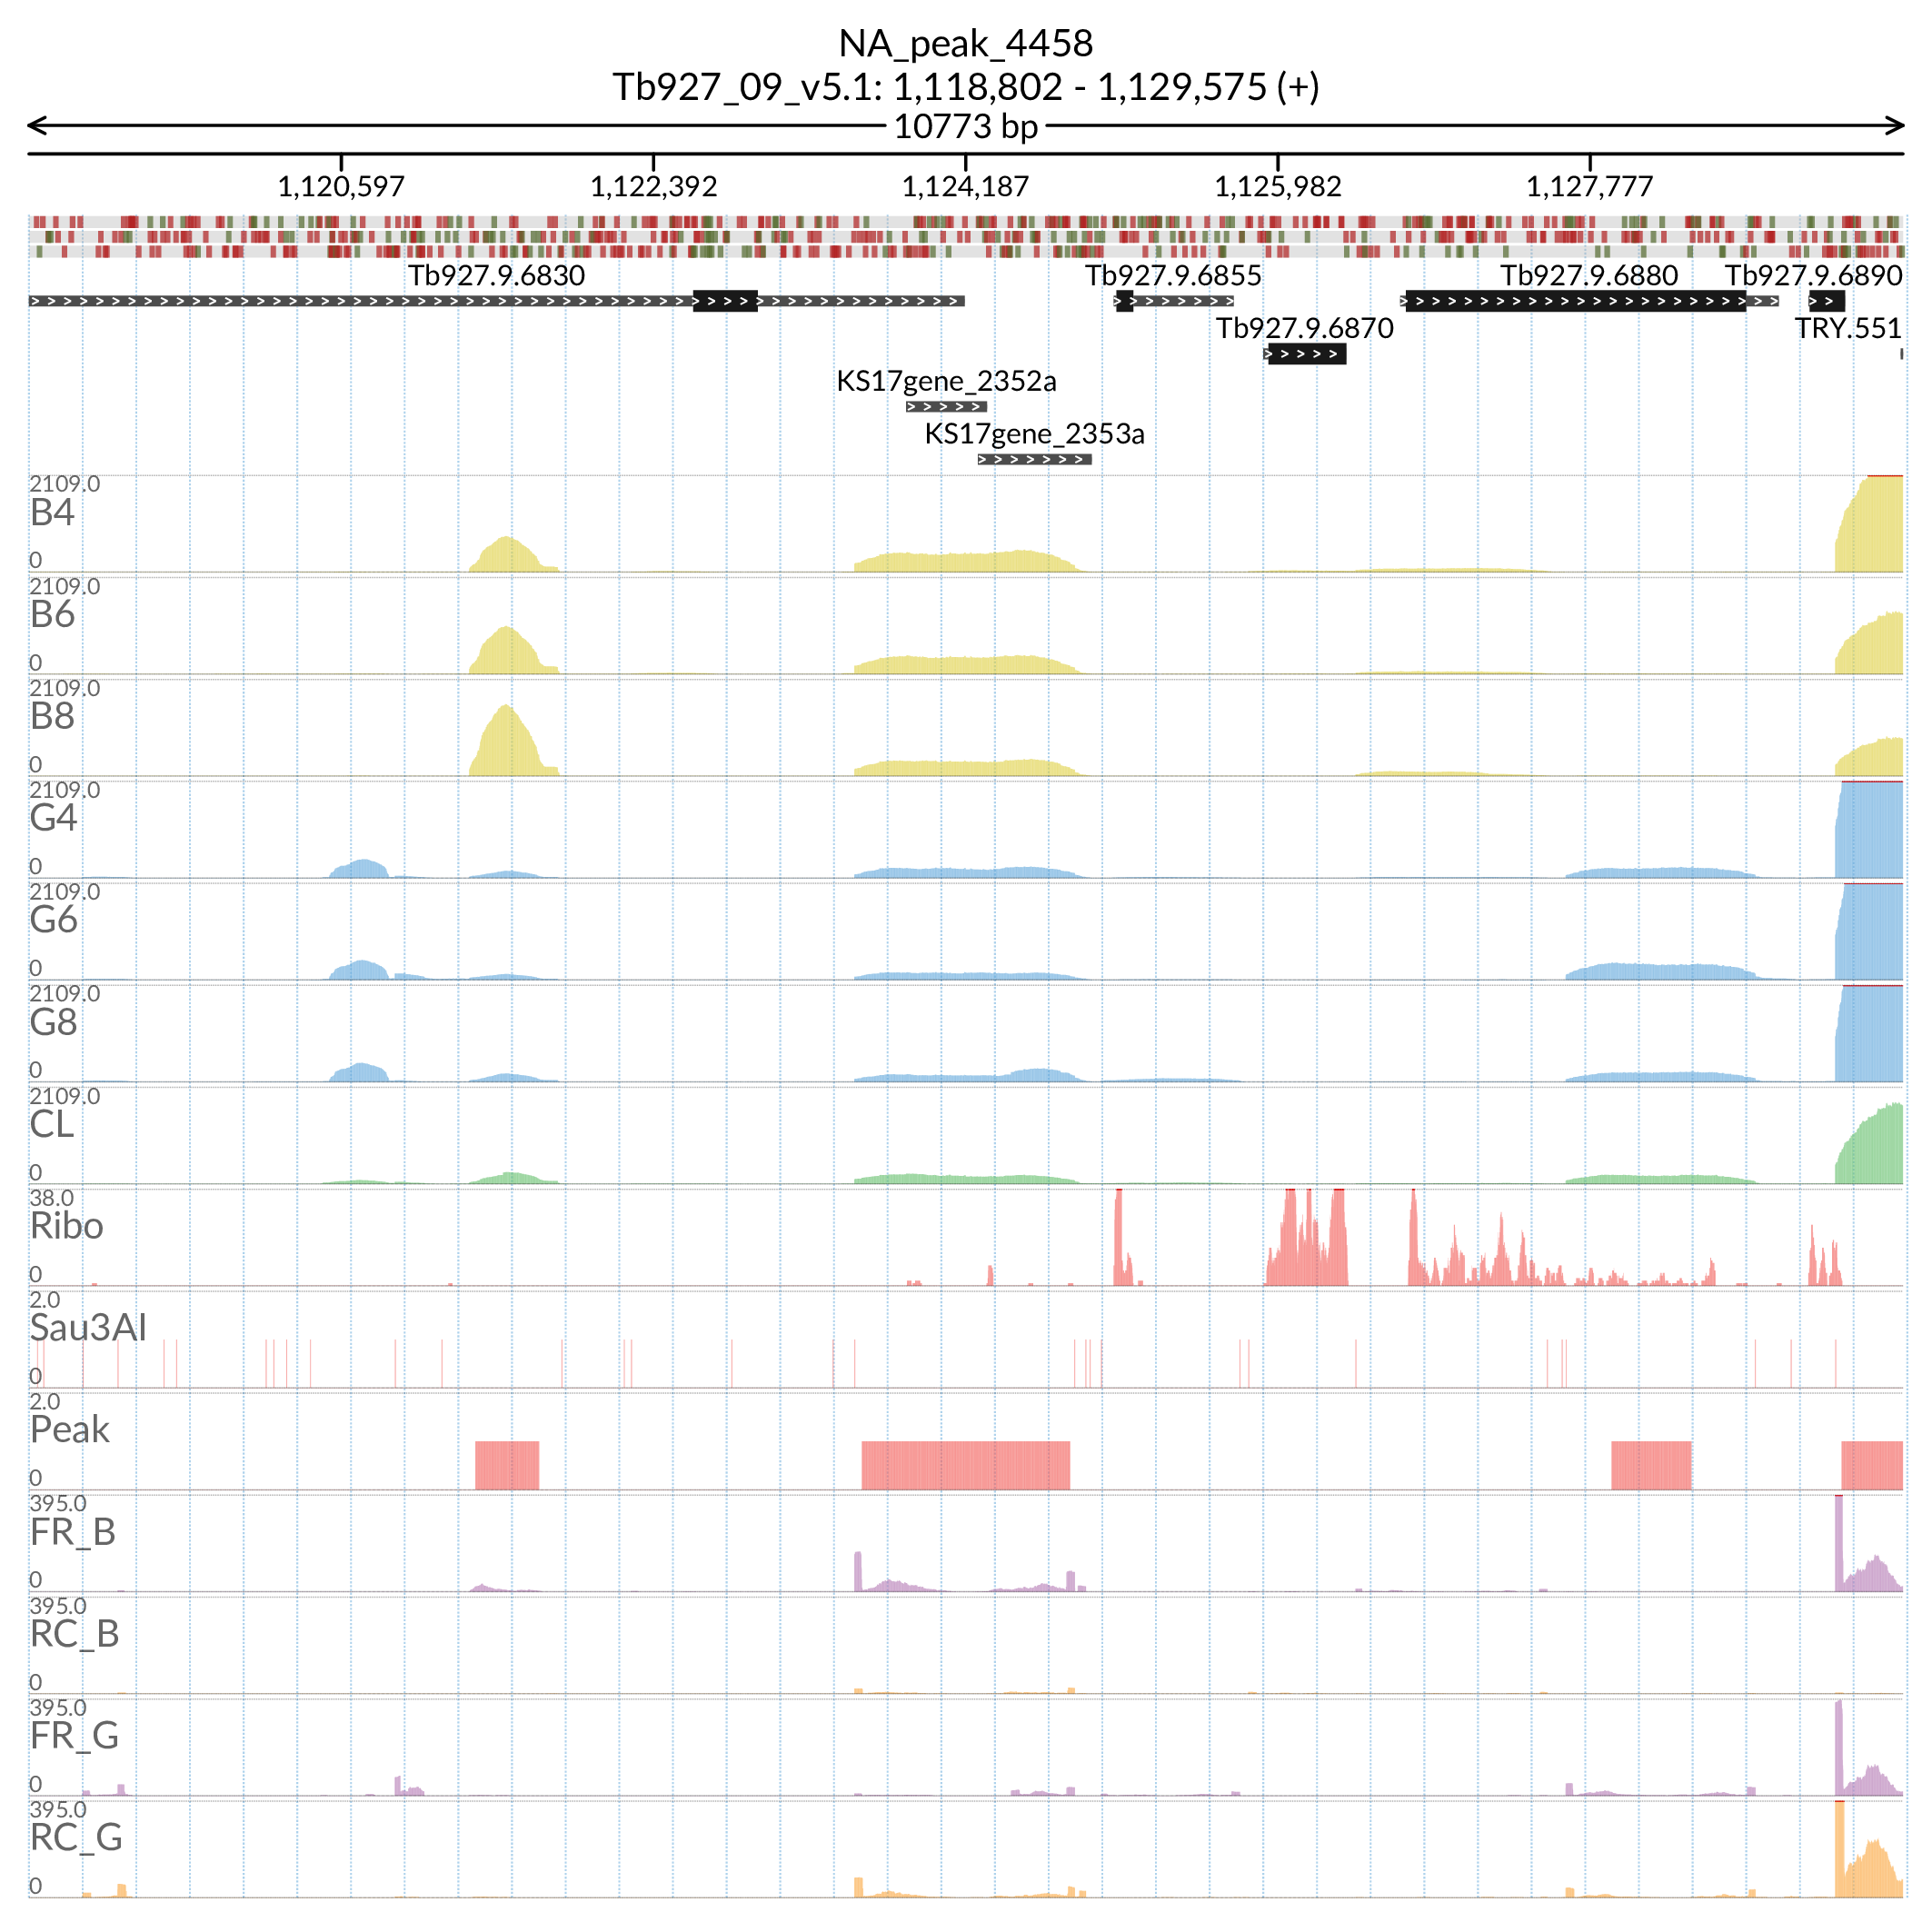 NA_peak_4458
Tb927_09_v5.1: 1,118,802 - 1,129,575 (+)
10773 bp
1,120,597 1,122,392 1,124,187 1,125,982 1,127,777
Tb927.9.6830 Tb927.9.6855 Tb927.9.6880 Tb927.9.6890
Tb927.9.6870 TRY.551
KS17gene_2352a
KS17gene_2353a
2109.0
B4
0
2109.0
B6
0
2109.0
B8
0
2109.0
G4
0
2109.0
G6
0
2109.0
G8
0
2109.0
CL
0
38.0
Ribo
0
2.0
Sau3AI
0
2.0
Peak
0
395.0
FR_B
0
395.0
RC_B
0
395.0
FR_G
0
395.0
RC_G
0